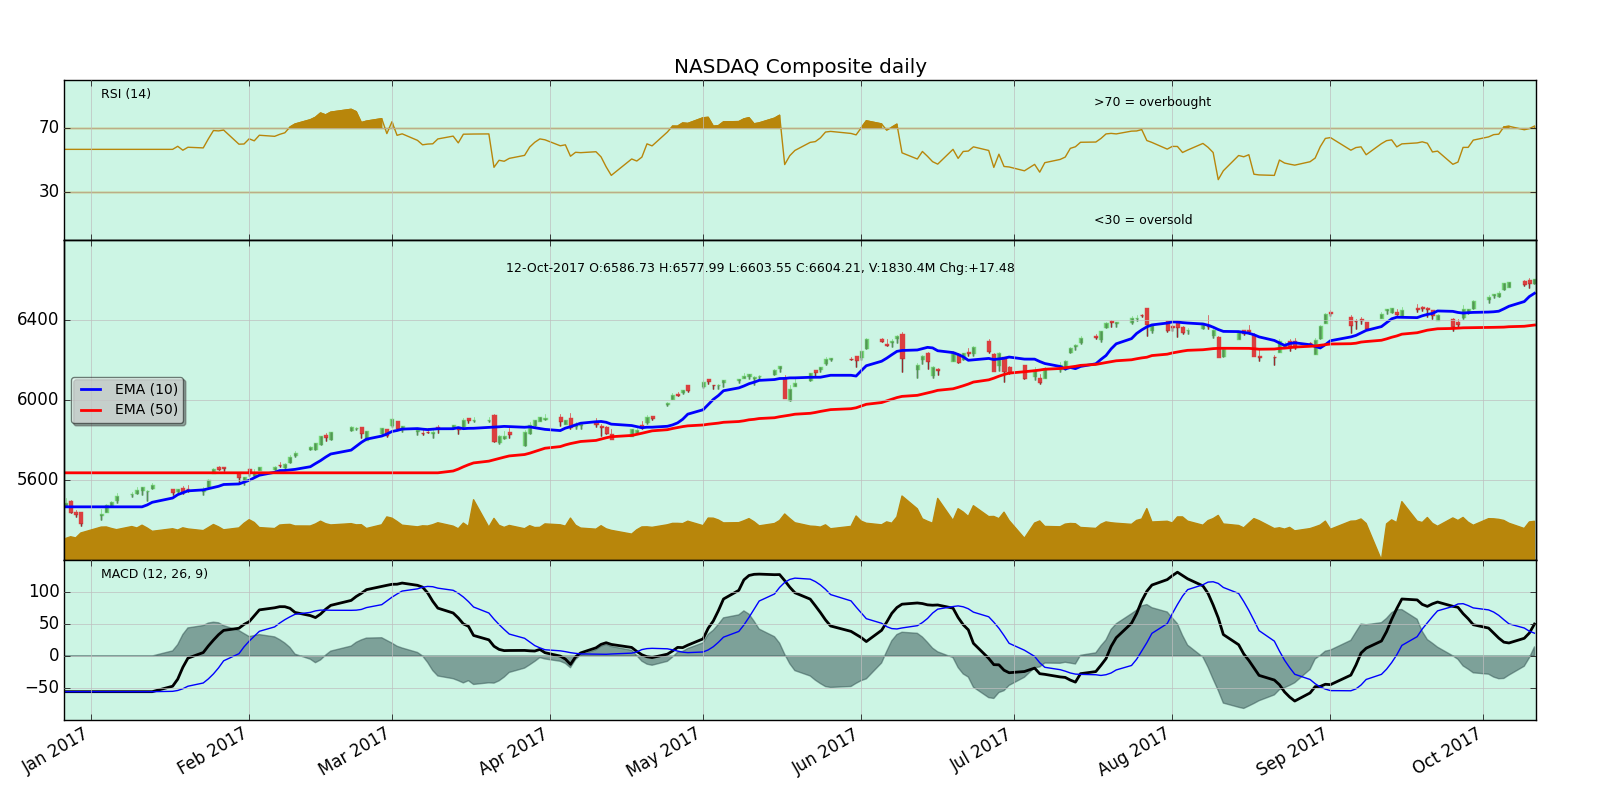 NASDAQ Composite daily
RSI (14)
>70 = overbought
70
30
<30 = oversold
12-Oct-2017 O:6586.73 H:6577.99 L:6603.55 C:6604.21, V:1830.4M Chg:+17.48
6400
EMA (10)
6000
EMA (50)
5600
MACD (12, 26, 9)
100
50
0
−50
Jan 2017
Feb 2017
Mar 2017
Apr 2017
May 2017
Jun 2017
Jul 2017
Aug 2017
Sep 2017
Oct 2017